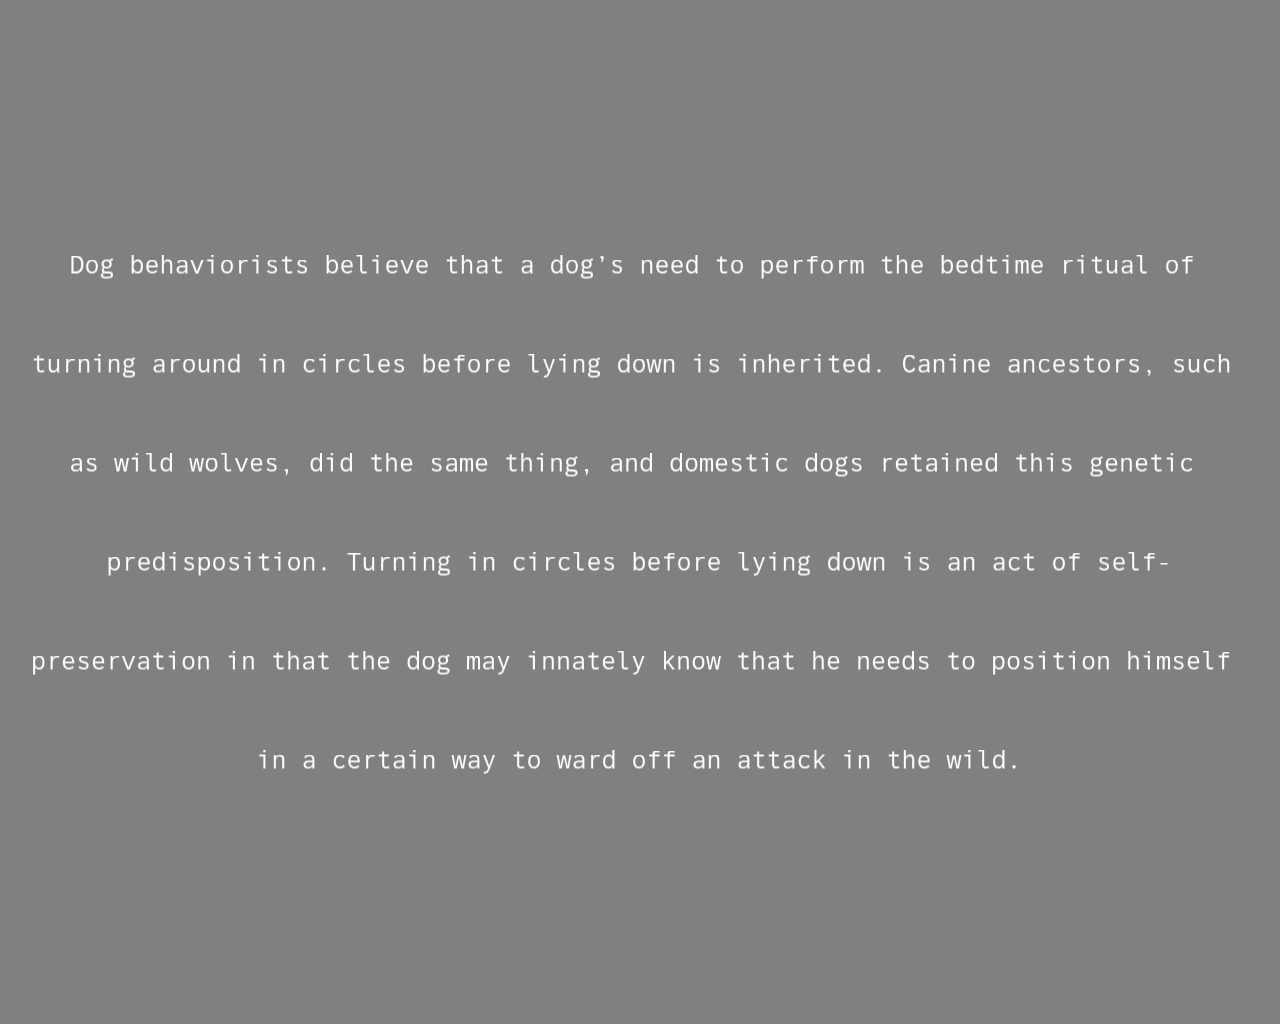 Dog behaviorists believe that a dog’s need to perform the bedtime ritual of
turning around in circles before lying down is inherited. Canine ancestors, such
as wild wolves, did the same thing, and domestic dogs retained this genetic
predisposition. Turning in circles before lying down is an act of self-
preservation in that the dog may innately know that he needs to position himself
in a certain way to ward off an attack in the wild.